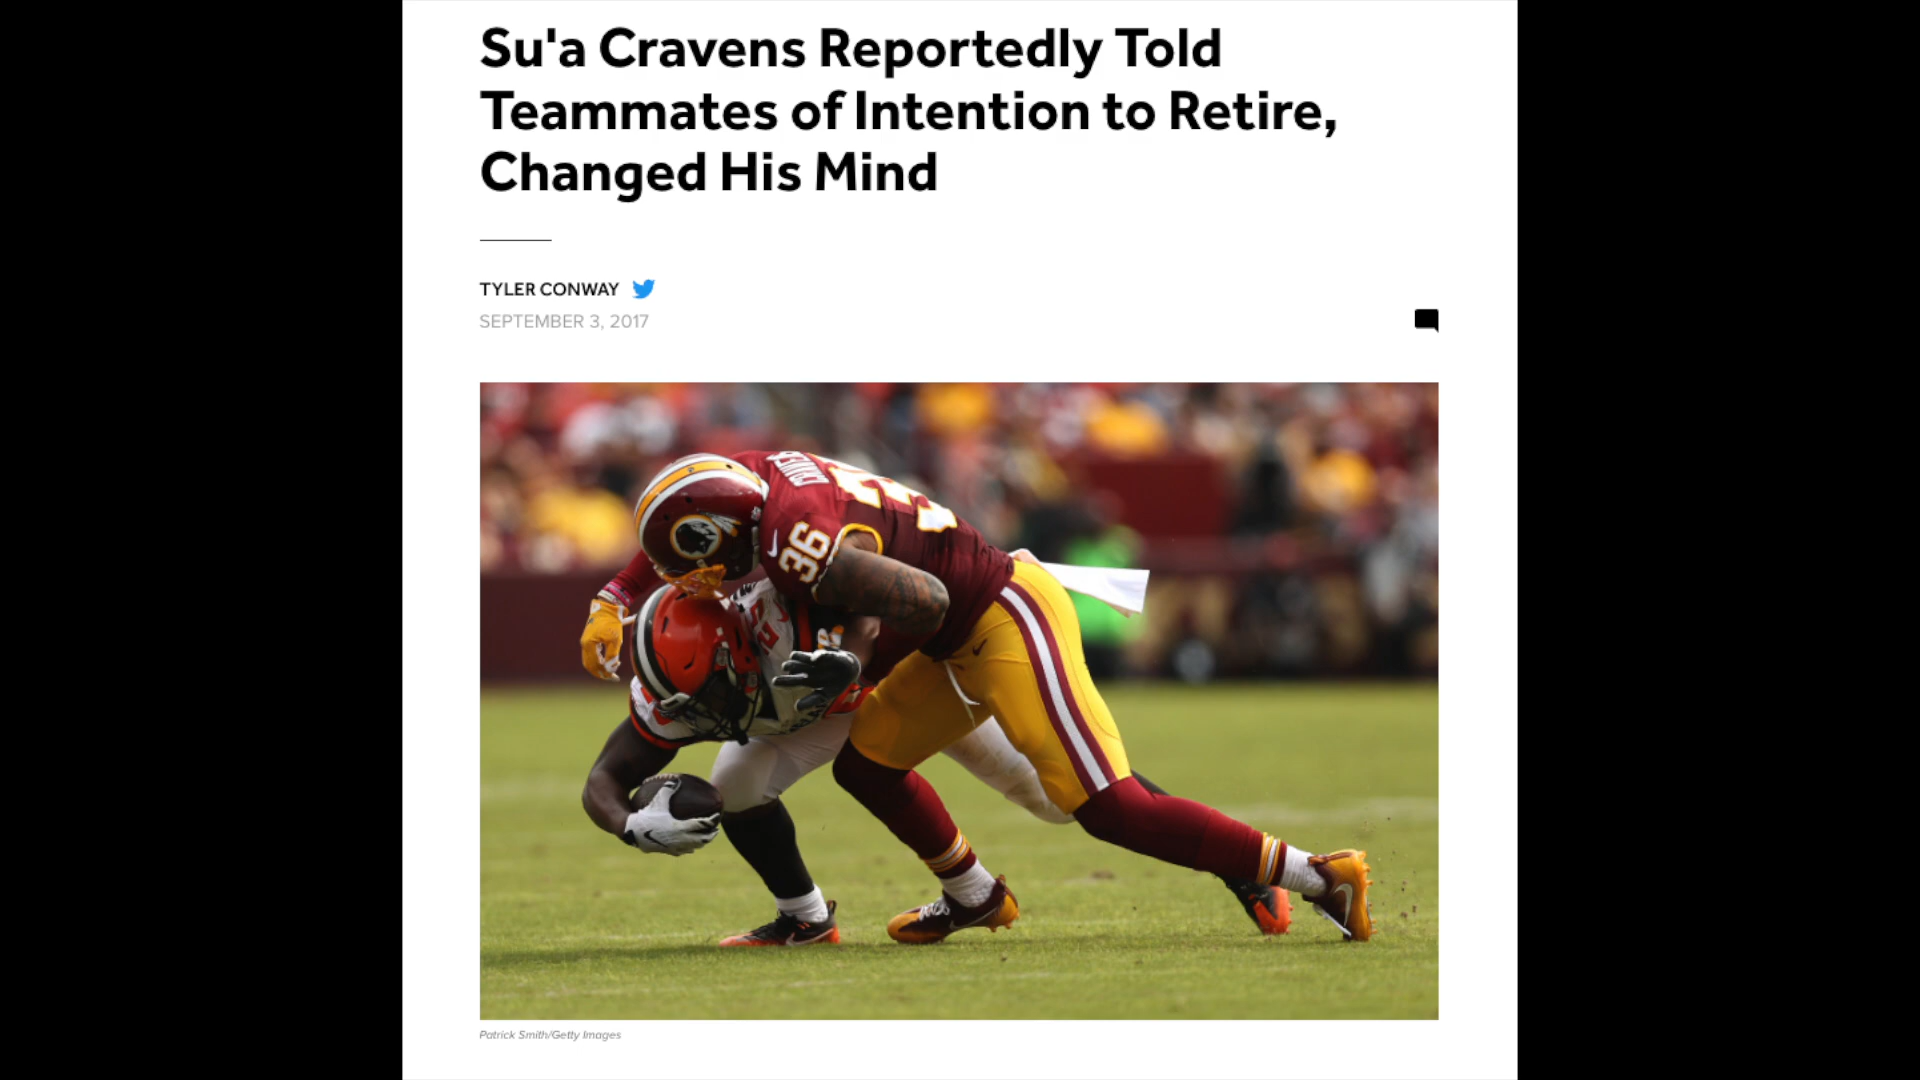 Su'a Cravens Reportedly Told
Teammates of Intention to Retire,
Changed His Mind
TYLER CONWAY
SEPTEMBER 3, 2017
36
Patrick Smith/Getty Images